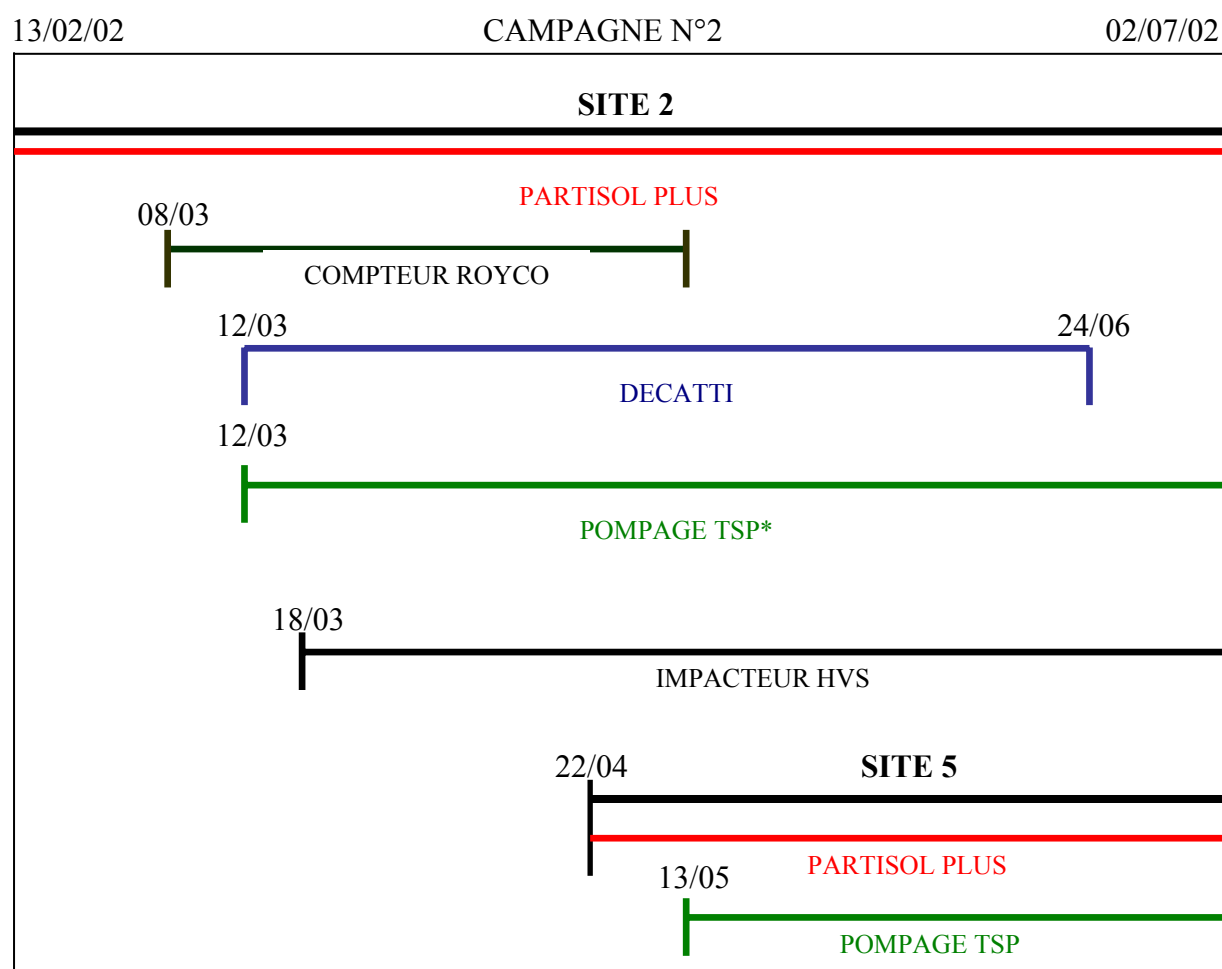 13/02/02 CAMPAGNE N°2 02/07/02
SITE 2
PARTISOL PLUS
08/03
COMPTEUR ROYCO
12/03 24/06
DECATTI
12/03
POMPAGE TSP*
18/03
IMPACTEUR HVS
22/04 SITE 5
PARTISOL PLUS
13/05
POMPAGE TSP